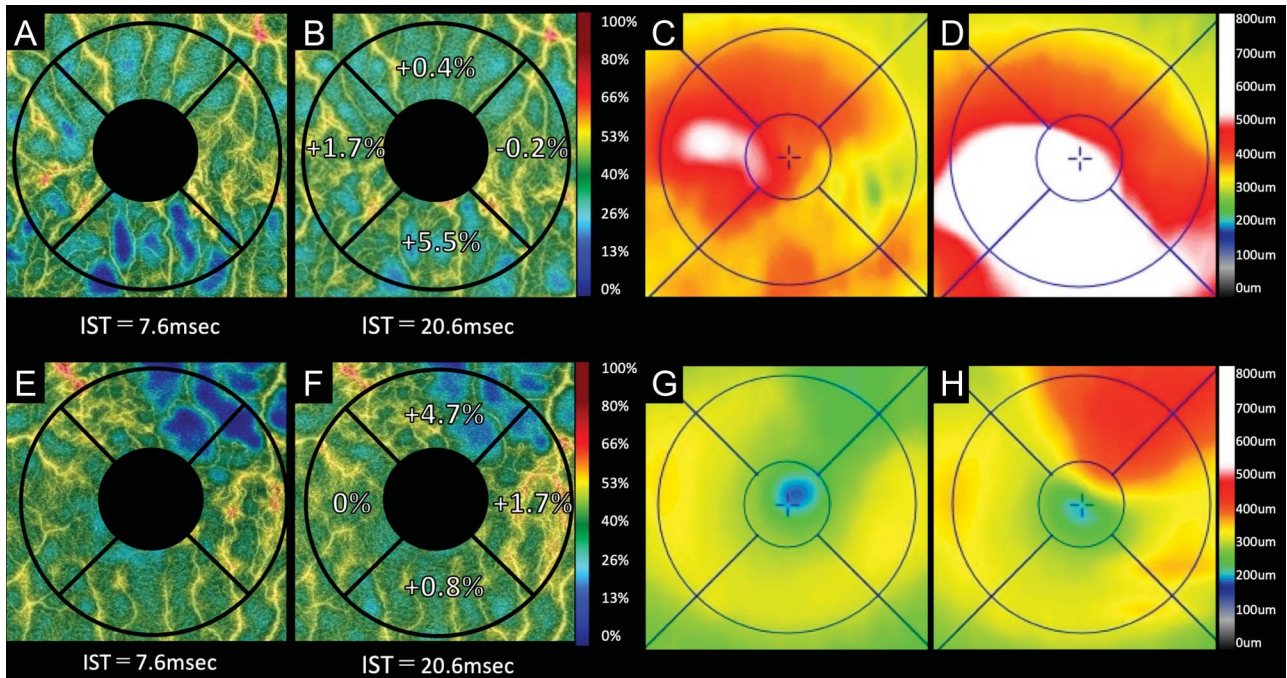 A
B
+0.4%
+1.7%
-0.2%
+5.5%
100%
80%
66%
53%
40%
26%
13%
0%
C
D
800um
700um
600um
500um
400um
300um
200um
100um
0um
IST = 7.6msec
IST = 20.6msec
E
F
+4.7%
0%
+1.7%
+0.8%
100%
80%
66%
53%
40%
26%
13%
0%
G
H
800um
700um
600um
500um
400um
300um
200um
100um
0um
IST = 7.6msec
IST = 20.6msec